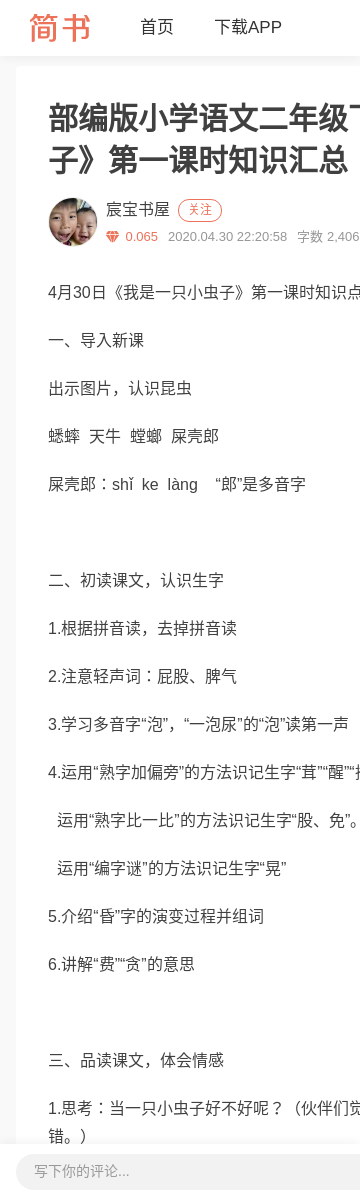 简书 首页 下载APP
部编版小学语文二年级
子》第一课时知识汇总
宸宝书屋 关注
0.065 2020.04.30 22:20:58 字数 2,406
4月30日《我是一只小虫子》第一课时知识点
一、导入新课
出示图片，认识昆虫
蟋蟀  天牛  螳螂  屎壳郎
屎壳郎：shǐ  ke  làng    “郎”是多音字
二、初读课文，认识生字
1.根据拼音读，去掉拼音读
2.注意轻声词：屁股、脾气
3.学习多音字“泡”，“一泡尿”的“泡”读第一声
4.运用“熟字加偏旁”的方法识记生字“茸”“醒”“
运用“熟字比一比”的方法识记生字“股、免”。
运用“编字谜”的方法识记生字“晃”
5.介绍“昏”字的演变过程并组词
6.讲解“费”“贪”的意思
三、品读课文，体会情感
1.思考：当一只小虫子好不好呢？（伙伴们觉
错。）
写下你的评论...